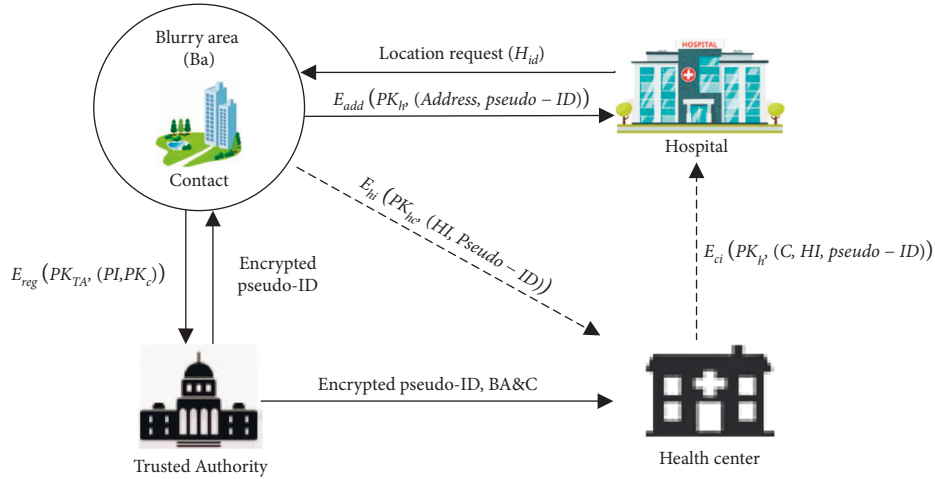 Blurry area
(Ba)
Contact
Location request (H_id)
E_add (PK_h, (Address, pseudo – ID))
HOSPITAL
Hospital
E_hi (PK_hc, (HI, Pseudo – ID))
E_ci (PK_h, (C, HI, pseudo – ID))
E_reg (PK_TA, (PI,PK_c))
Encrypted
pseudo-ID
Encrypted pseudo-ID, BA&C
Trusted Authority
Health center